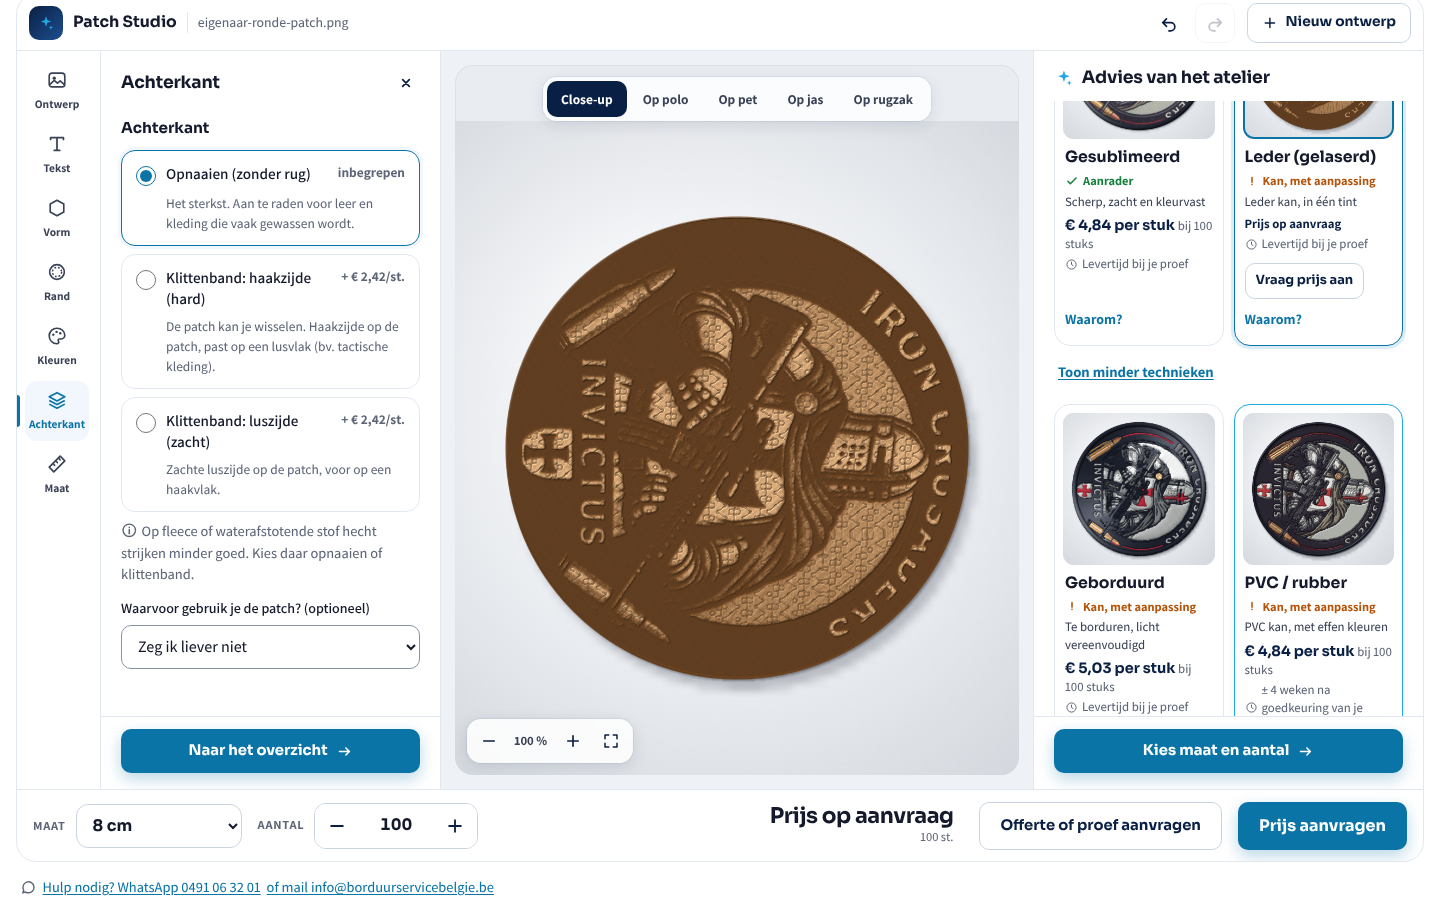 Patch Studio
eigenaar-ronde-patch.png
Nieuw ontwerp
Ontwerp
Tekst
Vorm
Rand
Kleuren
Achterkant
Maat
Achterkant
Achterkant
Opnaaien (zonder rug)
inbegrepen
Het sterkst. Aan te raden voor leer en
kleding die vaak gewassen wordt.
Klittenband: haakzijde
(hard)
+ € 2,42/st.
De patch kan je wisselen. Haakzijde op de
patch, past op een lusvlak (bv. tactische
kleding).
Klittenband: luszijde
(zacht)
+ € 2,42/st.
Zachte luszijde op de patch, voor op een
haakvlak.
Op fleece of waterafstotende stof hecht
strijken minder goed. Kies daar opnaaien of
klittenband.
Waarvoor gebruik je de patch? (optioneel)
Zeg ik liever niet
Naar het overzicht →
Close-up
Op polo
Op pet
Op jas
Op rugzak
IRON CRUSADERS
INVICTUS
100 %
Advies van het atelier
Gesublimeerd
Aanrader
Scherp, zacht en kleurvast
€ 4,84 per stuk bij 100
stuks
Levertijd bij je proef
Waarom?
Leder (gelaserd)
! Kan, met aanpassing
Leder kan, in één tint
Prijs op aanvraag
Levertijd bij je proef
Vraag prijs aan
Waarom?
Toon minder technieken
IRON CRUSADERS
INVICTUS
Geborduurd
! Kan, met aanpassing
Te borduren, licht
vereenvoudigd
€ 5,03 per stuk bij
100 stuks
Levertijd bij je proef
IRON CRUSADERS
INVICTUS
PVC / rubber
! Kan, met aanpassing
PVC kan, met effen kleuren
€ 4,84 per stuk bij 100
stuks
± 4 weken na
goedkeuring van je
Kies maat en aantal →
MAAT
8 cm
AANTAL
− 100 +
Prijs op aanvraag
100 st.
Offerte of proef aanvragen
Prijs aanvragen
Hulp nodig? WhatsApp 0491 06 32 01 of mail info@borduurservicebelgie.be